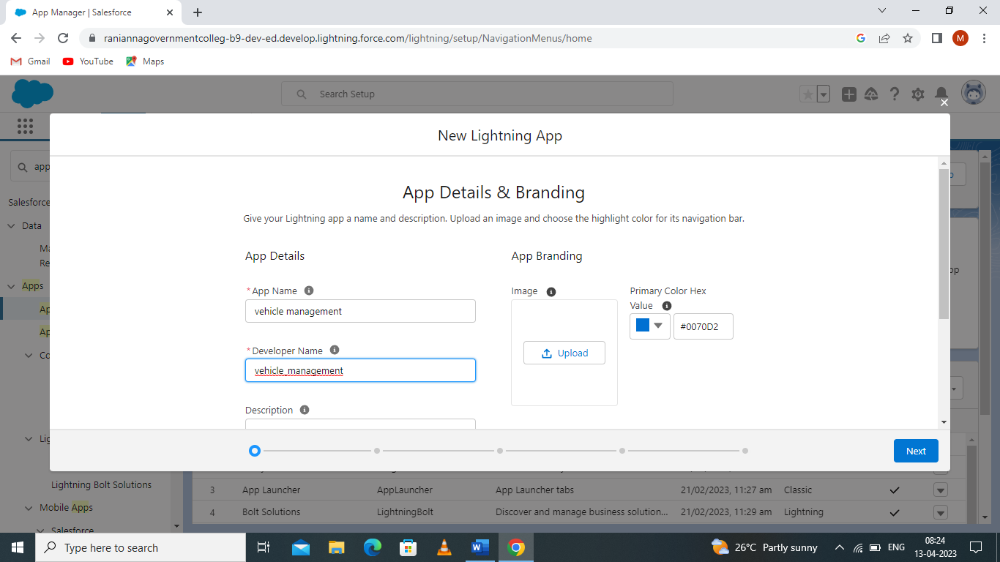 App Manager | Salesforce
raniannagovernmentcolleg-b9-dev-ed.develop.lightning.force.com/lightning/setup/NavigationMenus/home
M
Gmail YouTube Maps
Search Setup
New Lightning App
app
App Details & Branding
Salesforce
Give your Lightning app a name and description. Upload an image and choose the highlight color for its navigation bar.
Data
App Details App Branding
Apps
*App Name Image Primary Color Hex
Value
vehicle management
#0070D2
*Developer Name Upload
vehicle_management
Description
Next
Lightning Bolt Solutions
3 App Launcher AppLauncher App Launcher tabs 21/02/2023, 11:27 am Classic
Mobile Apps
4 Bolt Solutions LightningBolt Discover and manage business solution... 21/02/2023, 11:29 am Lightning
Salesforce
Type here to search
26°C Partly sunny
ENG
08:24
13-04-2023